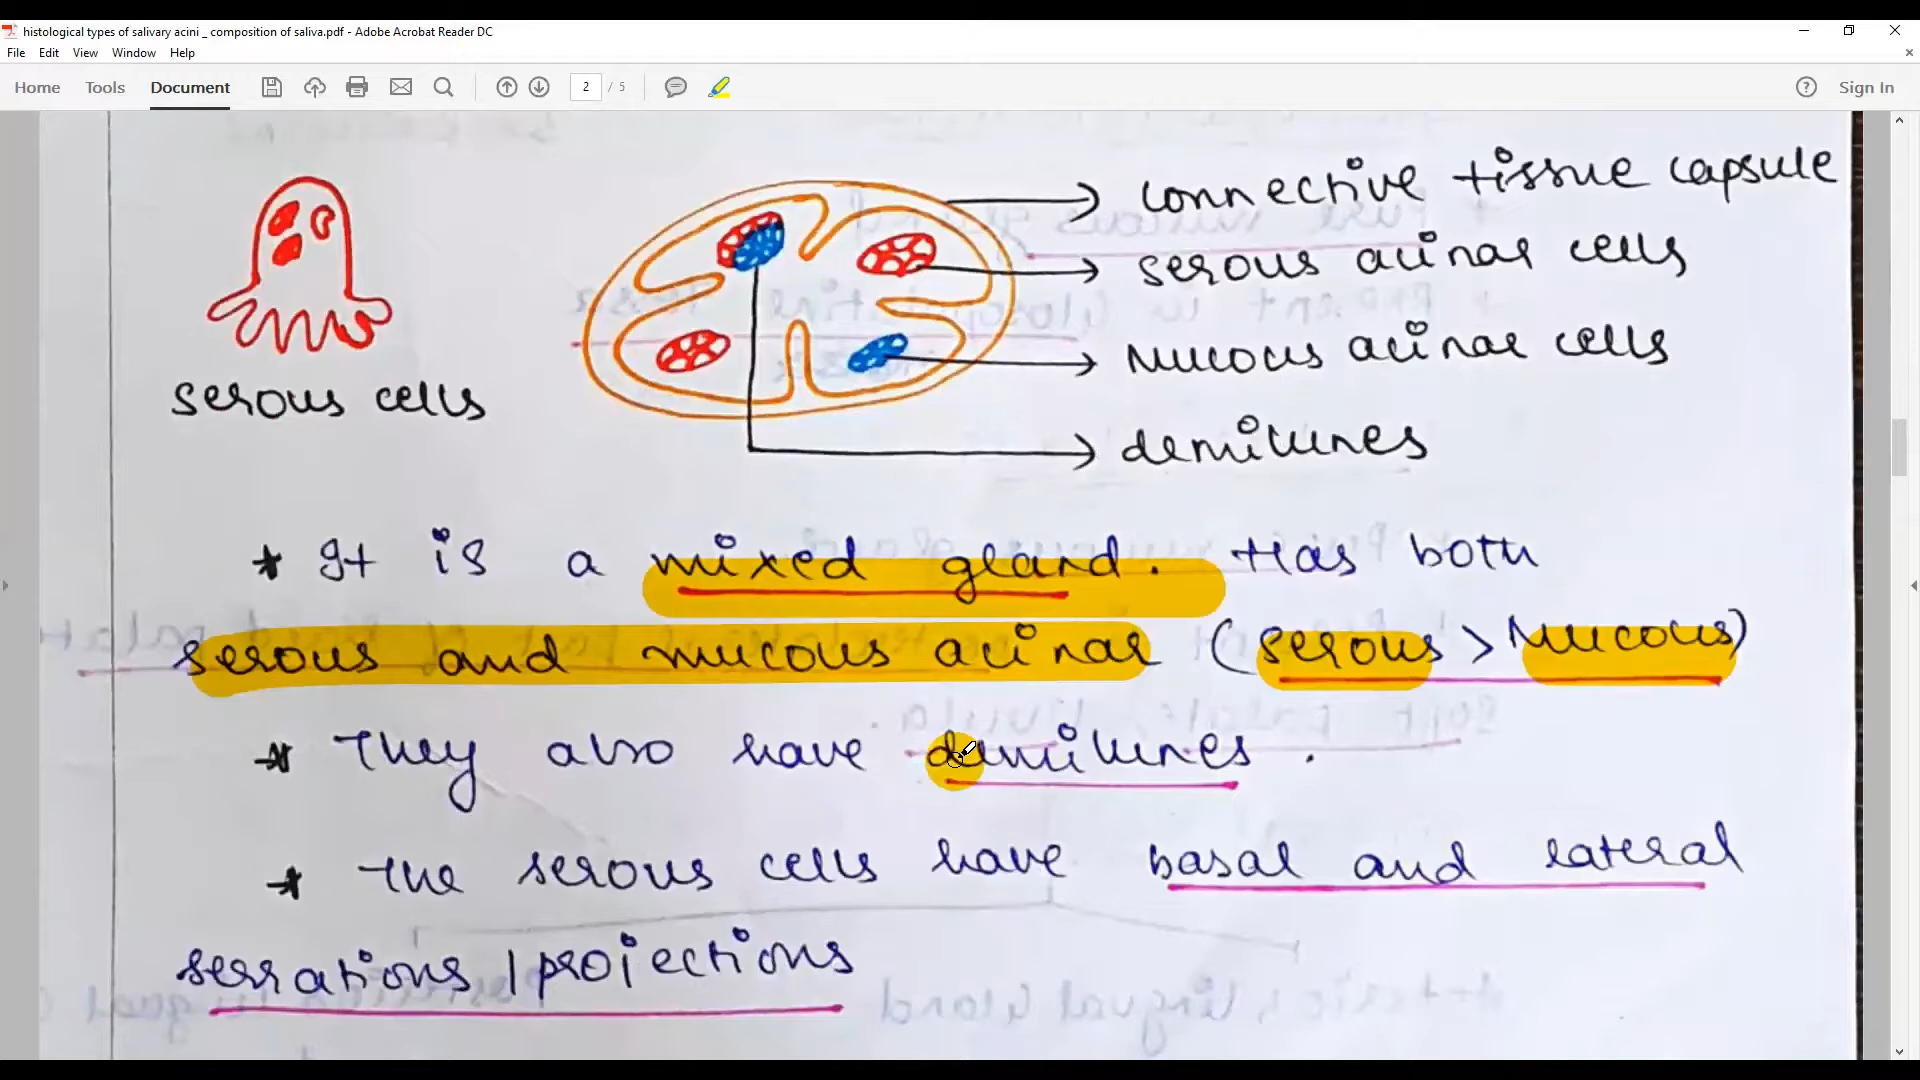 histological types of salivary acini _ composition of saliva.pdf - Adobe Acrobat Reader DC
File Edit View Window Help
Home Tools Document 2 / 5 Sign In
connective tissue capsule
serous acinar cells
Mucous acinar cells
demilunes
serous cells
* It is a mixed gland. Has both
serous and mucous acinar (serous > Mucous)
* They also have demilunes.
* The serous cells have basal and lateral
serrations / projections